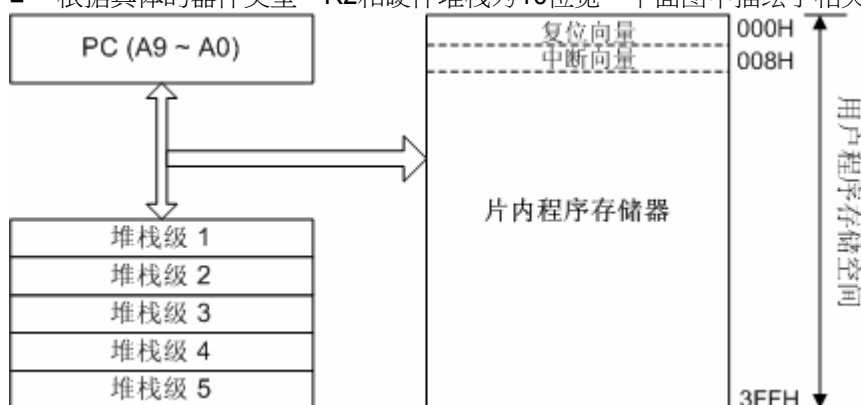 PC (A9 ~ A0)
复位向量
000H
中断向量
008H
用户程序存储空间
片内程序存储器
堆栈级 1
堆栈级 2
堆栈级 3
堆栈级 4
堆栈级 5
3FFH